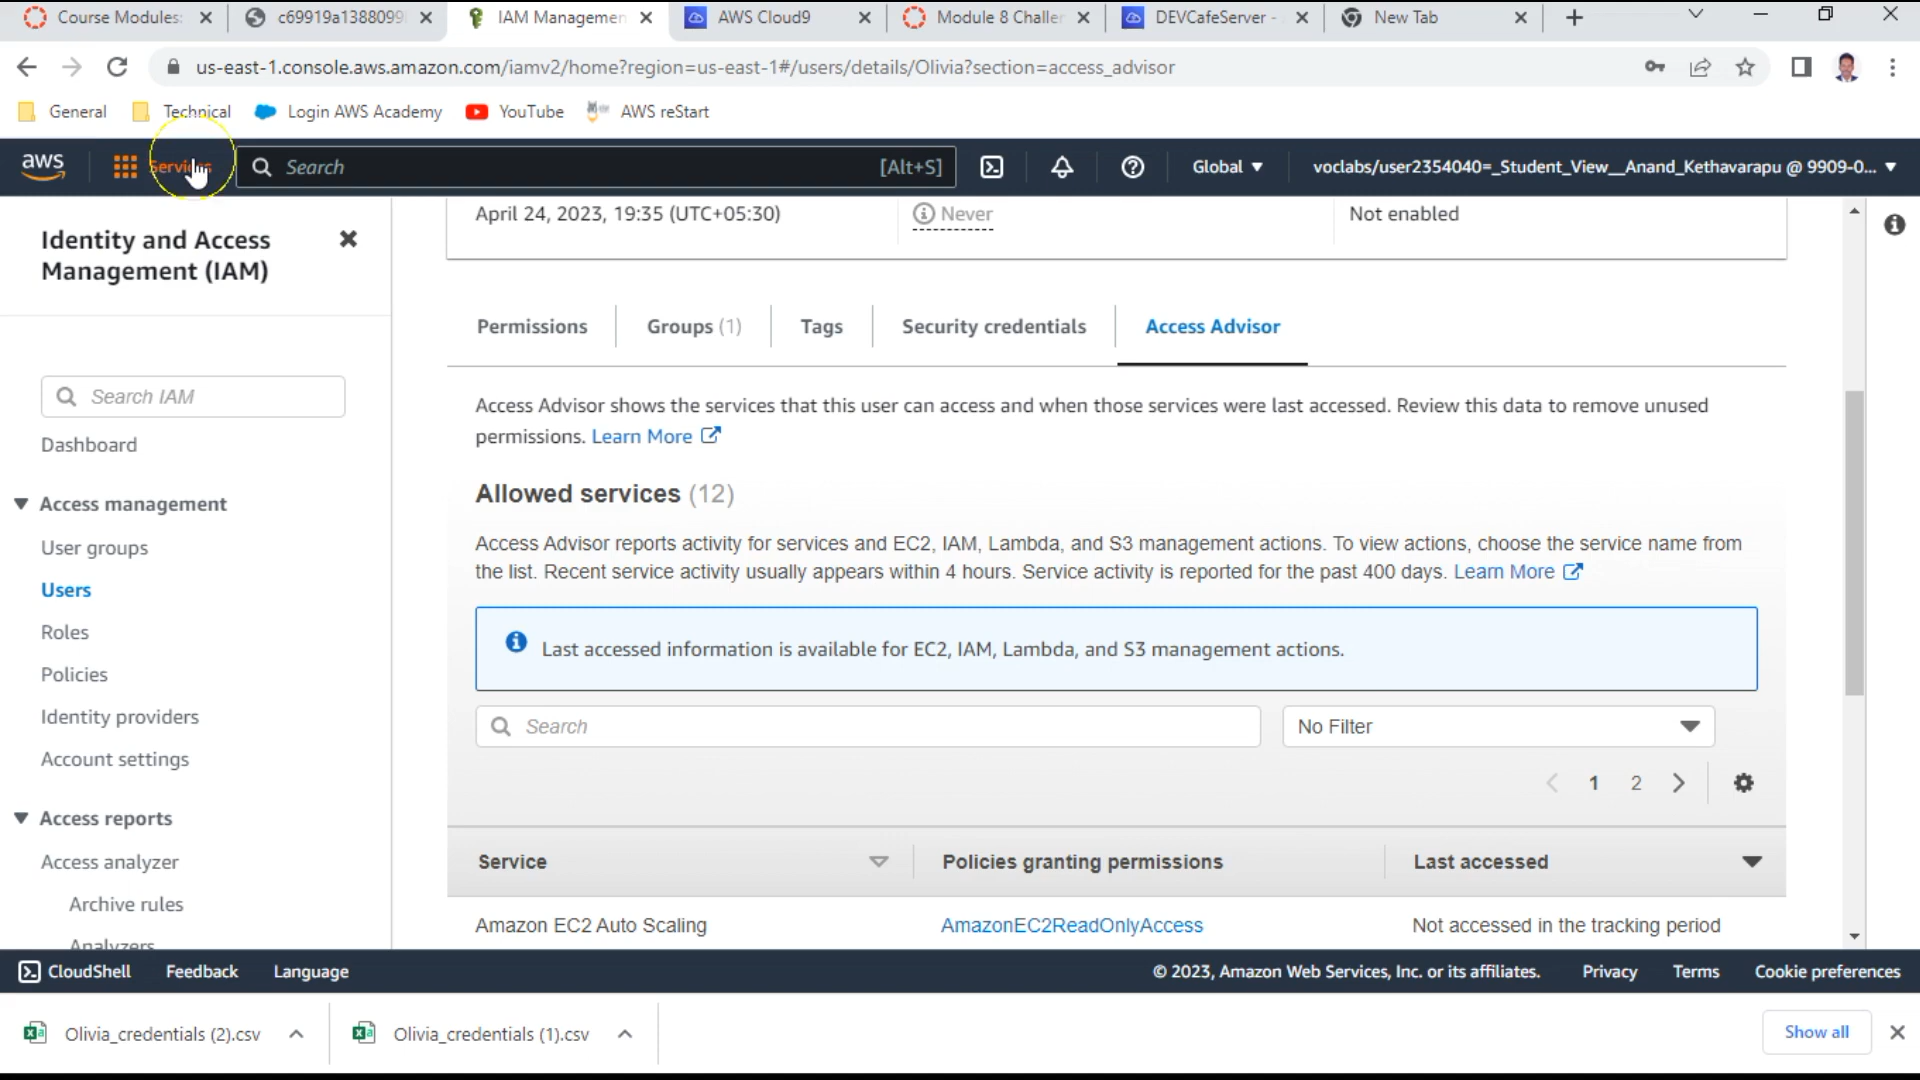 Course Modules:
c69919a1388099
IAM Managemen
AWS Cloud9
Module 8 Challer
DEVCafeServer -
New Tab
us-east-1.console.aws.amazon.com/iamv2/home?region=us-east-1#/users/details/Olivia?section=access_advisor
General
Technical
Login AWS Academy
YouTube
AWS reStart
aws
Services
Search
[Alt+S]
Global
voclabs/user2354040=_Student_View__Anand_Kethavarapu @ 9909-0...
Identity and Access
Management (IAM)
Search IAM
Dashboard
Access management
User groups
Users
Roles
Policies
Identity providers
Account settings
Access reports
Access analyzer
Archive rules
Analyzers
April 24, 2023, 19:35 (UTC+05:30)
Never
Not enabled
Permissions
Groups (1)
Tags
Security credentials
Access Advisor
Access Advisor shows the services that this user can access and when those services were last accessed. Review this data to remove unused
permissions. Learn More
Allowed services (12)
Access Advisor reports activity for services and EC2, IAM, Lambda, and S3 management actions. To view actions, choose the service name from
the list. Recent service activity usually appears within 4 hours. Service activity is reported for the past 400 days. Learn More
Last accessed information is available for EC2, IAM, Lambda, and S3 management actions.
Search
No Filter
1
2
Service
Policies granting permissions
Last accessed
Amazon EC2 Auto Scaling
AmazonEC2ReadOnlyAccess
Not accessed in the tracking period
CloudShell
Feedback
Language
© 2023, Amazon Web Services, Inc. or its affiliates.
Privacy
Terms
Cookie preferences
Olivia_credentials (2).csv
Olivia_credentials (1).csv
Show all